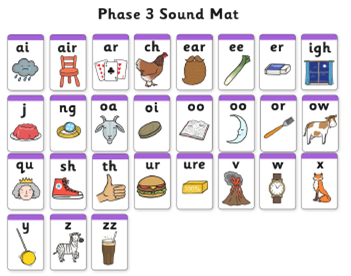 Phase 3 Sound Mat
ai air ar ch ear ee er igh
j ng oa oi oo oo or ow
qu sh th ur ure v w x
y z zz